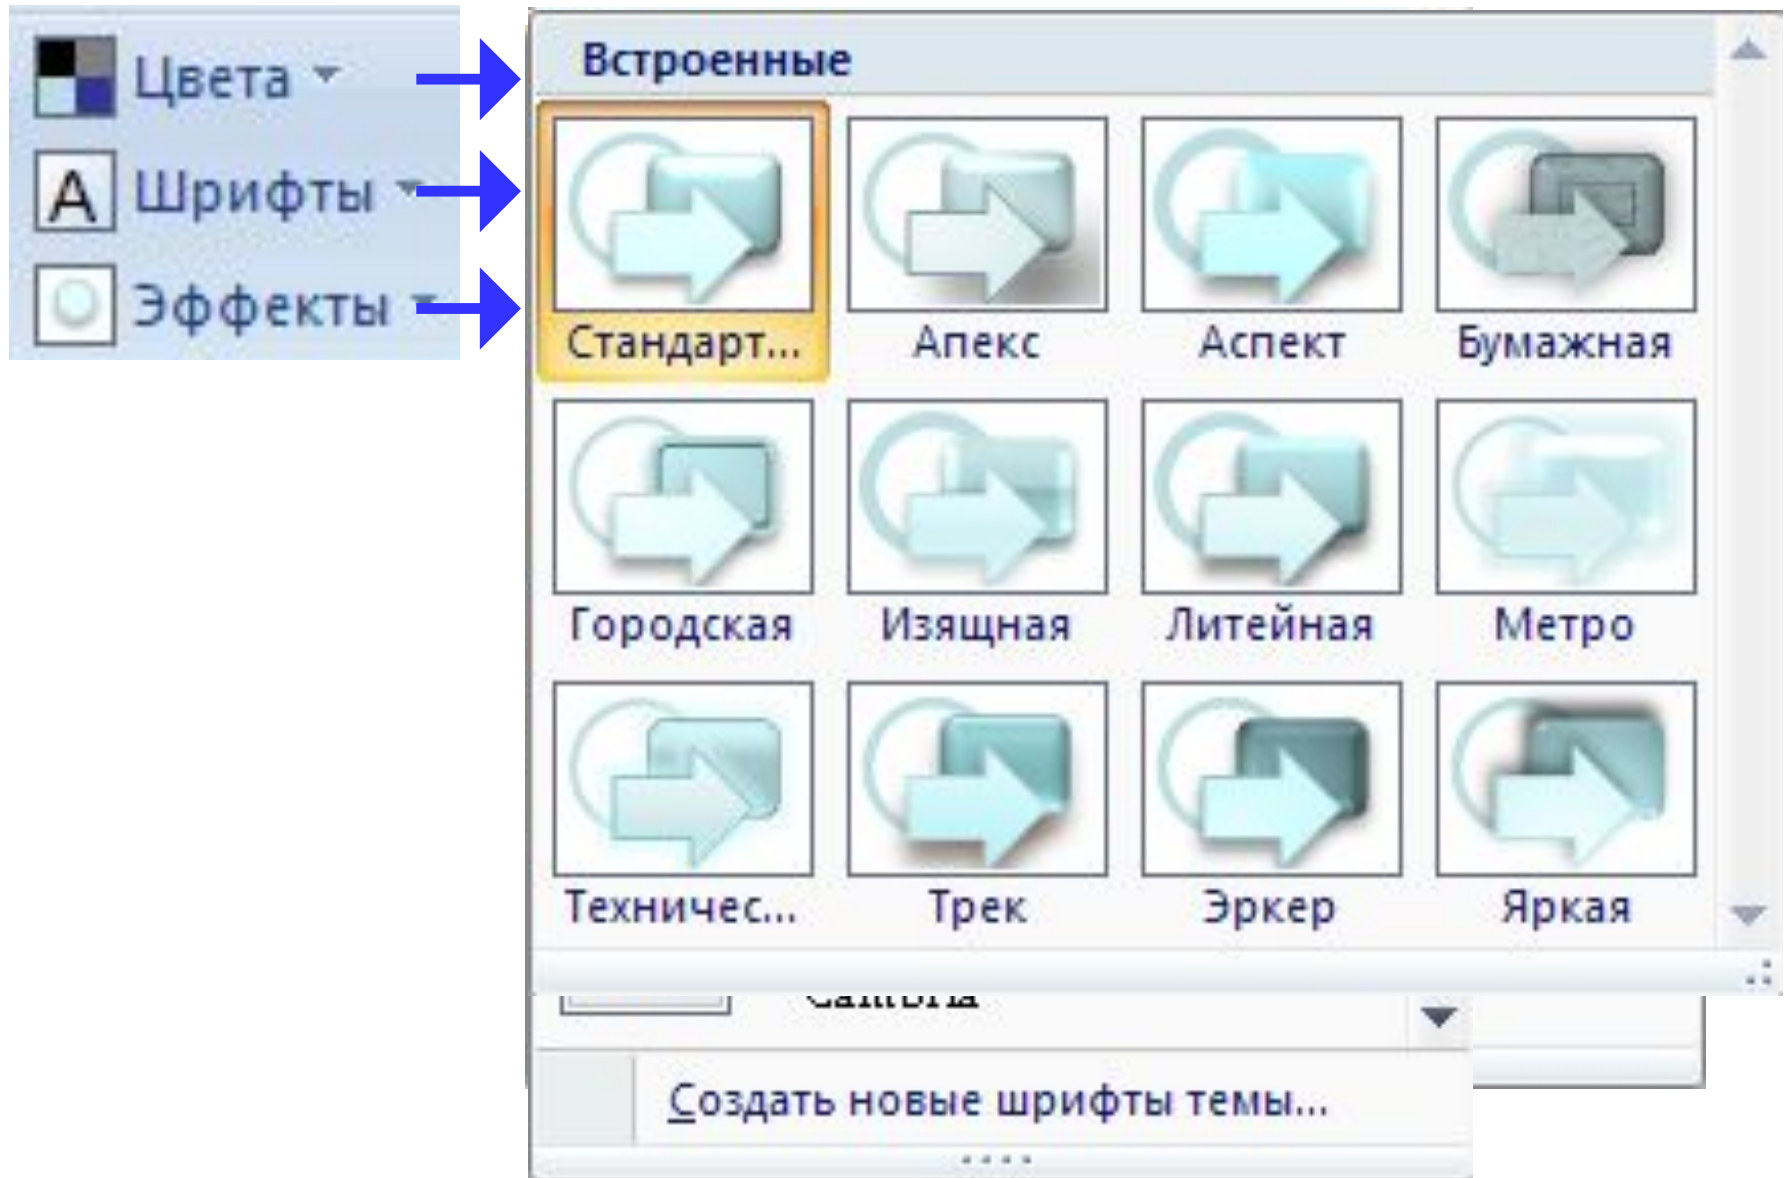 Цвета
A Шрифты
Эффекты
Встроенные
Стандарт... Апекс Аспект Бумажная
Городская Изящная Литейная Метро
Техничес... Трек Эркер Яркая
Cambria
Создать новые шрифты темы...